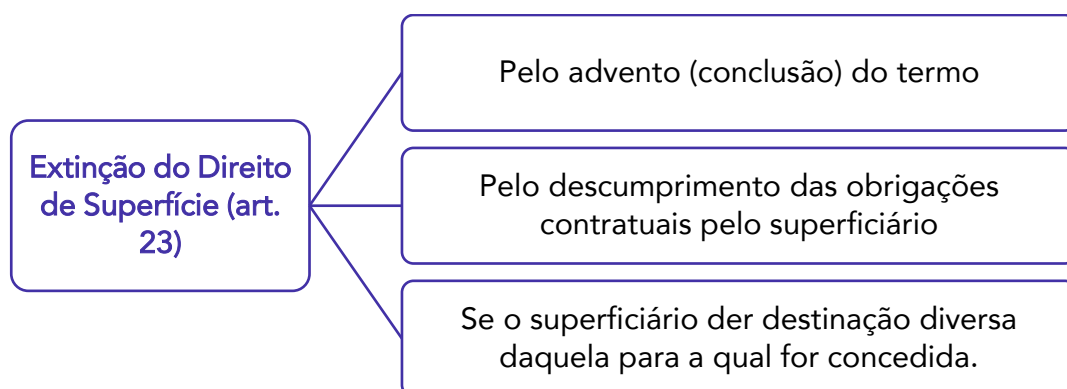 Extinção do Direito
de Superfície (art.
23)
Pelo advento (conclusão) do termo
Pelo descumprimento das obrigações
contratuais pelo superficiário
Se o superficiário der destinação diversa
daquela para a qual for concedida.